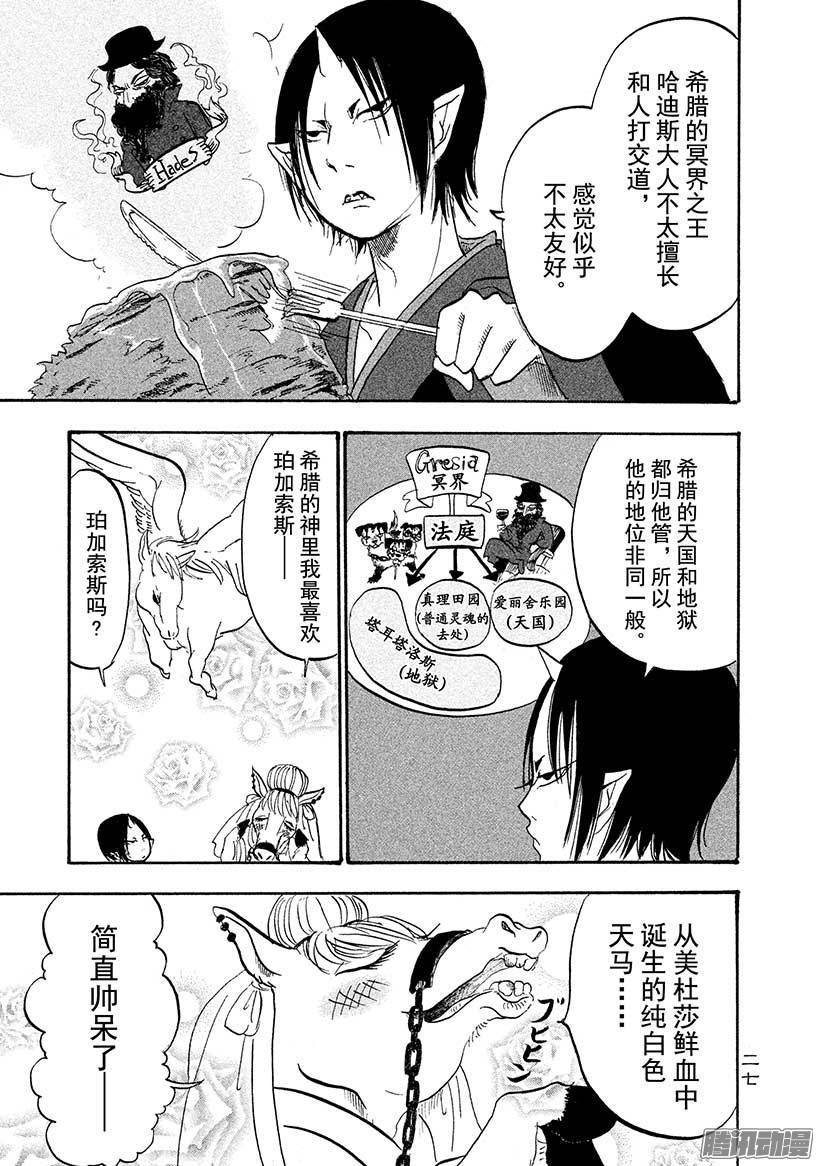 希腊的冥界之王
哈迪斯大人不太擅长
和人打交道，
感觉似乎
不太友好。
Hades
希腊的天国和地狱
都归他管，所以
他的地位非同一般。
Gresia
冥界
法庭
爱丽舍乐园
(天国)
真理田园
(普通灵魂的
去处)
塔耳塔洛斯
(地狱)
希腊的神里我最喜欢
珀加索斯——
珀加索斯吗？
从美杜莎鲜血中
诞生的纯白色
天马……
ブヒヒン
简直帅呆了——
二七
腾讯动漫